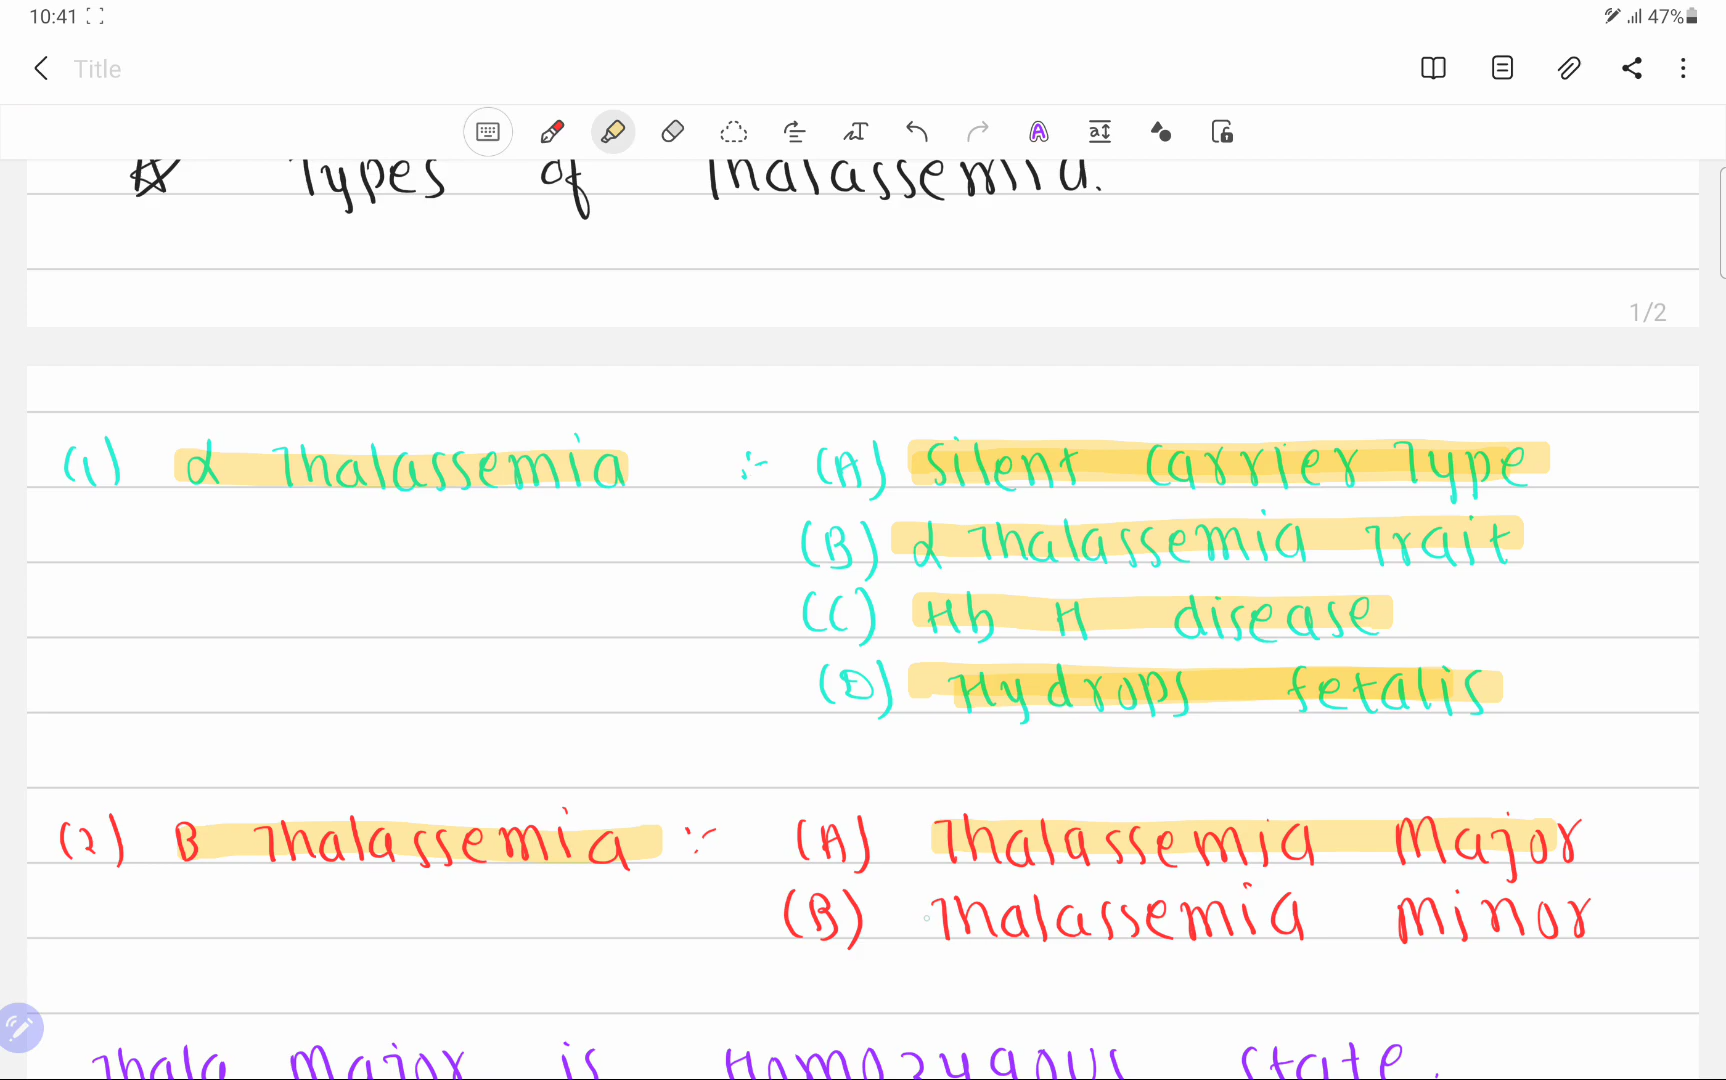 10:41 47%
Title
☆ Types of Thalassemia.
1/2
(1) α Thalassemia :- (A) Silent Carrier Type
(B) α Thalassemia Trait
(C) Hb H disease
(D) Hydrops fetalis
(2) B Thalassemia :- (A) Thalassemia Major
(B) Thalassemia Minor
Thala Major is Homozygous state.